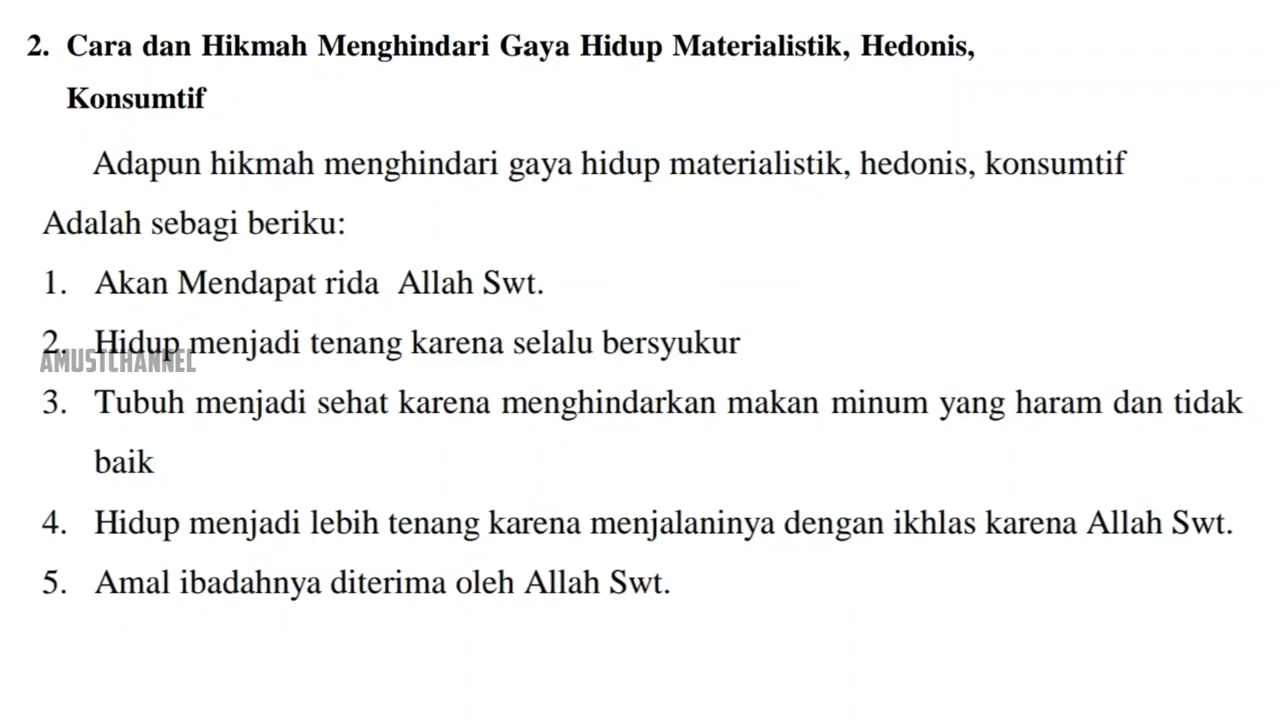 2. Cara dan Hikmah Menghindari Gaya Hidup Materialistik, Hedonis,
Konsumtif
Adapun hikmah menghindari gaya hidup materialistik, hedonis, konsumtif
Adalah sebagi beriku:
1. Akan Mendapat rida Allah Swt.
2. Hidup menjadi tenang karena selalu bersyukur
AMUSTCHANNEL
3. Tubuh menjadi sehat karena menghindarkan makan minum yang haram dan tidak
baik
4. Hidup menjadi lebih tenang karena menjalaninya dengan ikhlas karena Allah Swt.
5. Amal ibadahnya diterima oleh Allah Swt.